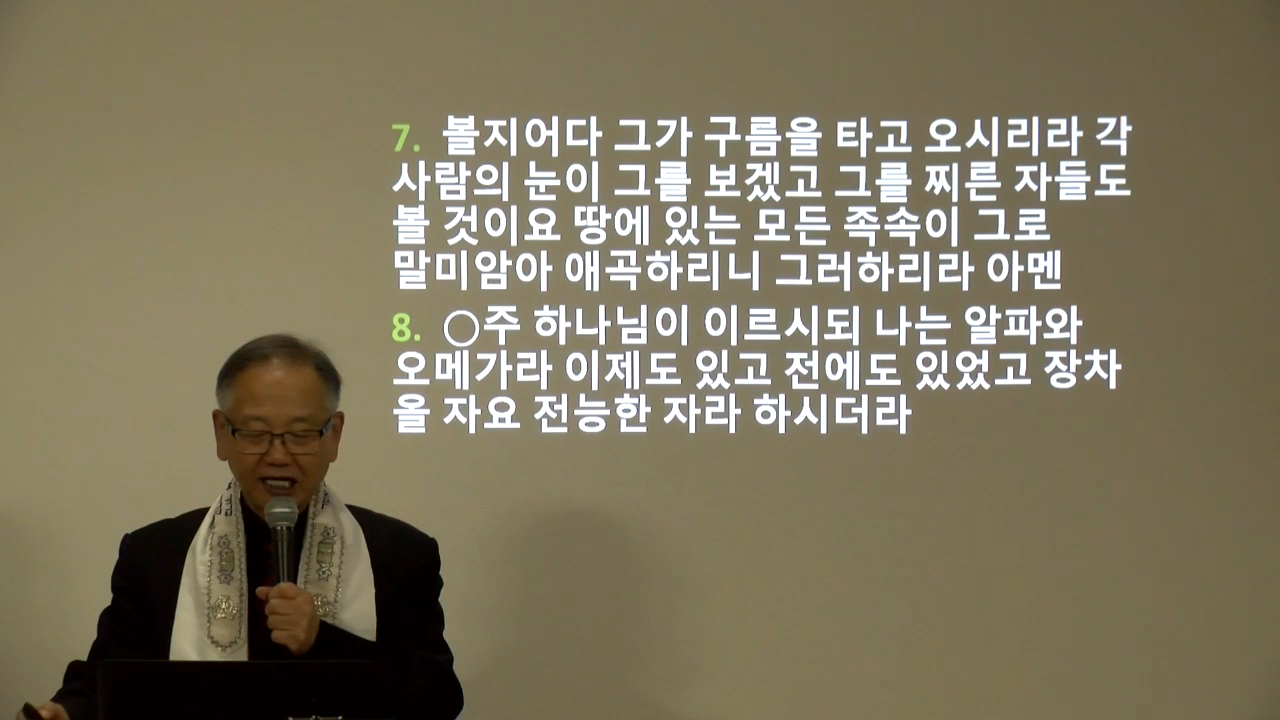 7. 볼지어다 그가 구름을 타고 오시리라 각
사람의 눈이 그를 보겠고 그를 찌른 자들도
볼 것이요 땅에 있는 모든 족속이 그로
말미암아 애곡하리니 그러하리라 아멘
8. ○주 하나님이 이르시되 나는 알파와
오메가라 이제도 있고 전에도 있었고 장차
올 자요 전능한 자라 하시더라